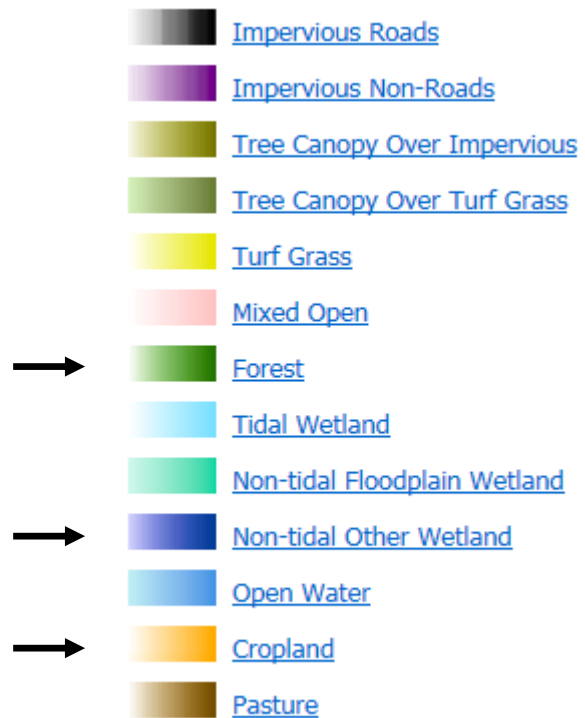 Impervious Roads
Impervious Non-Roads
Tree Canopy Over Impervious
Tree Canopy Over Turf Grass
Turf Grass
Mixed Open
Forest
Tidal Wetland
Non-tidal Floodplain Wetland
Non-tidal Other Wetland
Open Water
Cropland
Pasture